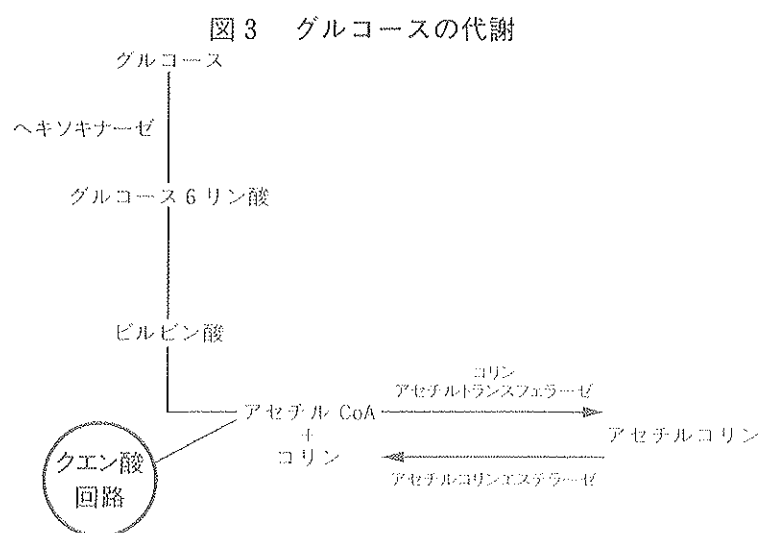 図3 グルコースの代謝
グルコース
ヘキソキナーゼ
グルコース6リン酸
ピルビン酸
コリン
アセチルトランスフェラーゼ
アセチル CoA
+
コリン
アセチルコリン
アセチルコリンエステラーゼ
クエン酸
回路